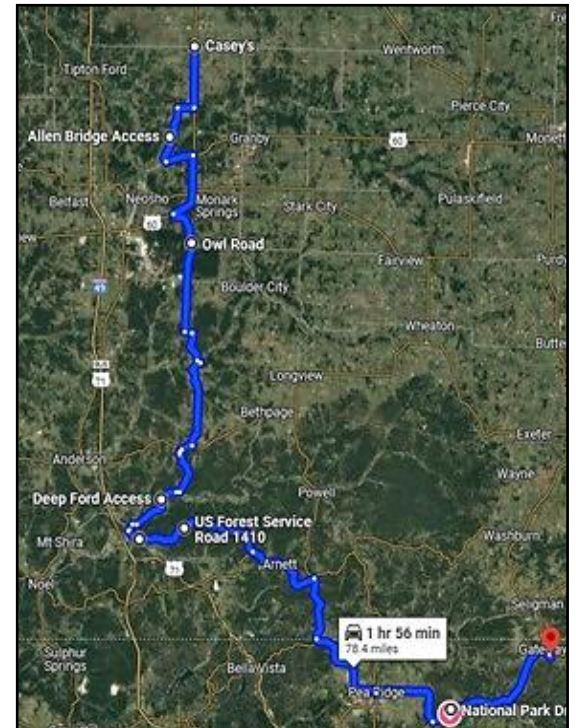 Fre
Casey's
Wentworth
Tipton Ford
Pierce City
Allen Bridge Access
Granby
60
Monett
Belfast
Neosho
Monark
Springs
Stark City
Pulaskifield
60
Owl Road
Fairview
Purdy
49
Boulder City
Wheaton
Butte
71
Longview
Bethpage
Exeter
Anderson
Wayne
Deep Ford Access
Powell
US Forest Service
Road 1410
Washburn
Mt Shira
71
Arnett
Noel
Seligman
1 hr 56 min
78.4 miles
Gateway
Sulphur
Springs
Bella Vista
Pea Ridge
National Park Dr